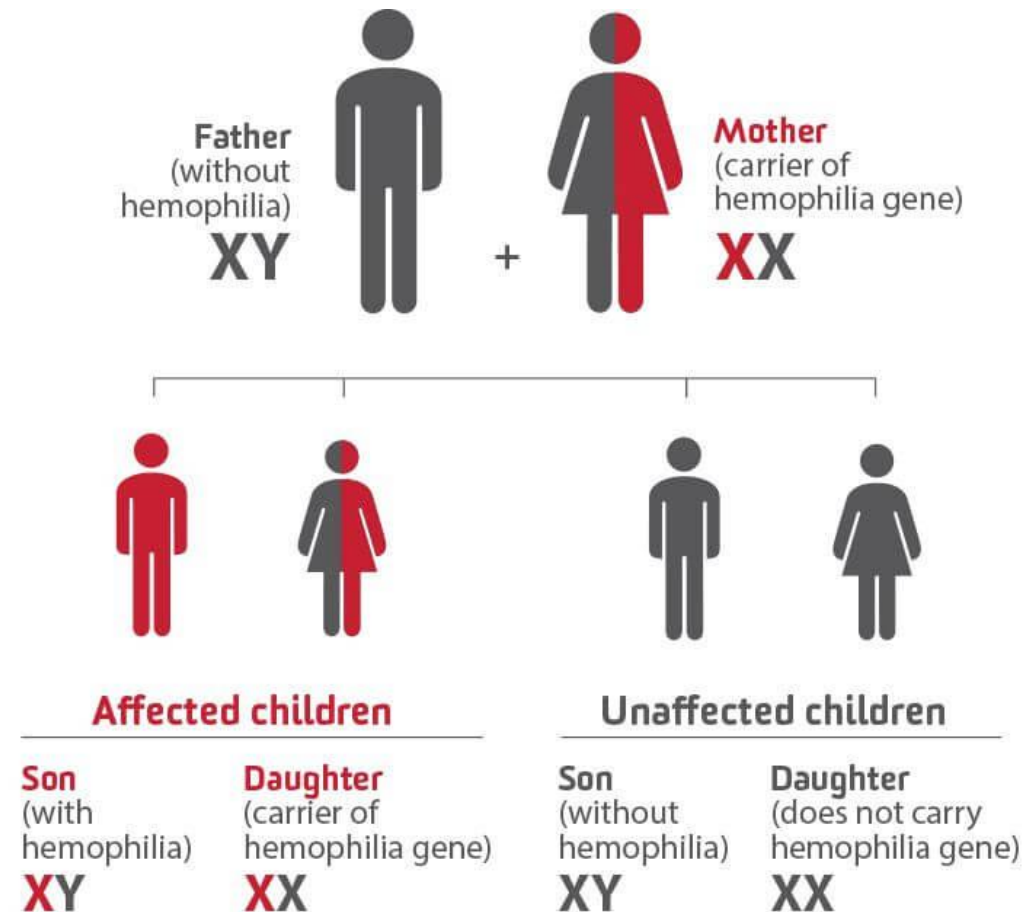 Father
(without
hemophilia)
XY
+
Mother
(carrier of
hemophilia gene)
XX
Affected children
Unaffected children
Son
(with
hemophilia)
XY
Daughter
(carrier of
hemophilia gene)
XX
Son
(without
hemophilia)
XY
Daughter
(does not carry
hemophilia gene)
XX